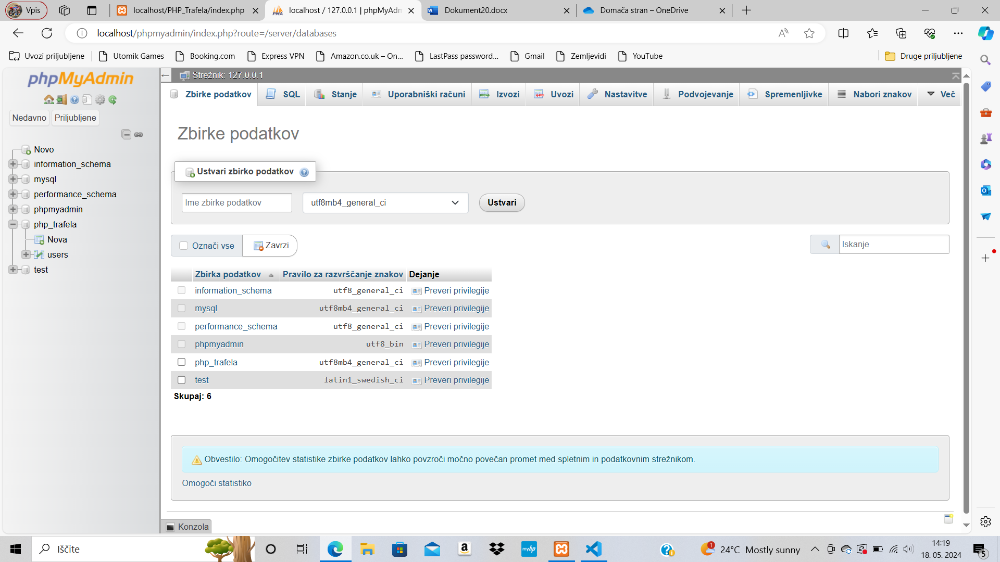 Vpis
localhost/PHP_Trafela/index.php
localhost / 127.0.0.1 | phpMyAdm
Dokument20.docx
Domača stran – OneDrive
localhost/phpmyadmin/index.php?route=/server/databases
Uvozi priljubljene
Utomik Games
Booking.com
Express VPN
Amazon.co.uk – On...
LastPass password...
Gmail
Zemljevidi
YouTube
Druge priljubljene
phpMyAdmin
Nedavno
Priljubljene
Novo
information_schema
mysql
performance_schema
phpmyadmin
php_trafela
Nova
users
test
Strežnik: 127.0.0.1
Zbirke podatkov
SQL
Stanje
Uporabniški računi
Izvozi
Uvozi
Nastavitve
Podvojevanje
Spremenljivke
Nabori znakov
Več
Zbirke podatkov
Ustvari zbirko podatkov
Ime zbirke podatkov
utf8mb4_general_ci
Ustvari
Označi vse
Zavrzi
Iskanje
Zbirka podatkov Pravilo za razvrščanje znakov Dejanje
information_schema utf8_general_ci Preveri privilegije
mysql utf8mb4_general_ci Preveri privilegije
performance_schema utf8_general_ci Preveri privilegije
phpmyadmin utf8_bin Preveri privilegije
php_trafela utf8mb4_general_ci Preveri privilegije
test latin1_swedish_ci Preveri privilegije
Skupaj: 6
Obvestilo: Omogočitev statistike zbirke podatkov lahko povzroči močno povečan promet med spletnim in podatkovnim strežnikom.
Omogoči statistiko
Konzola
Iščite
1
24°C Mostly sunny
14:19
18. 05. 2024
5